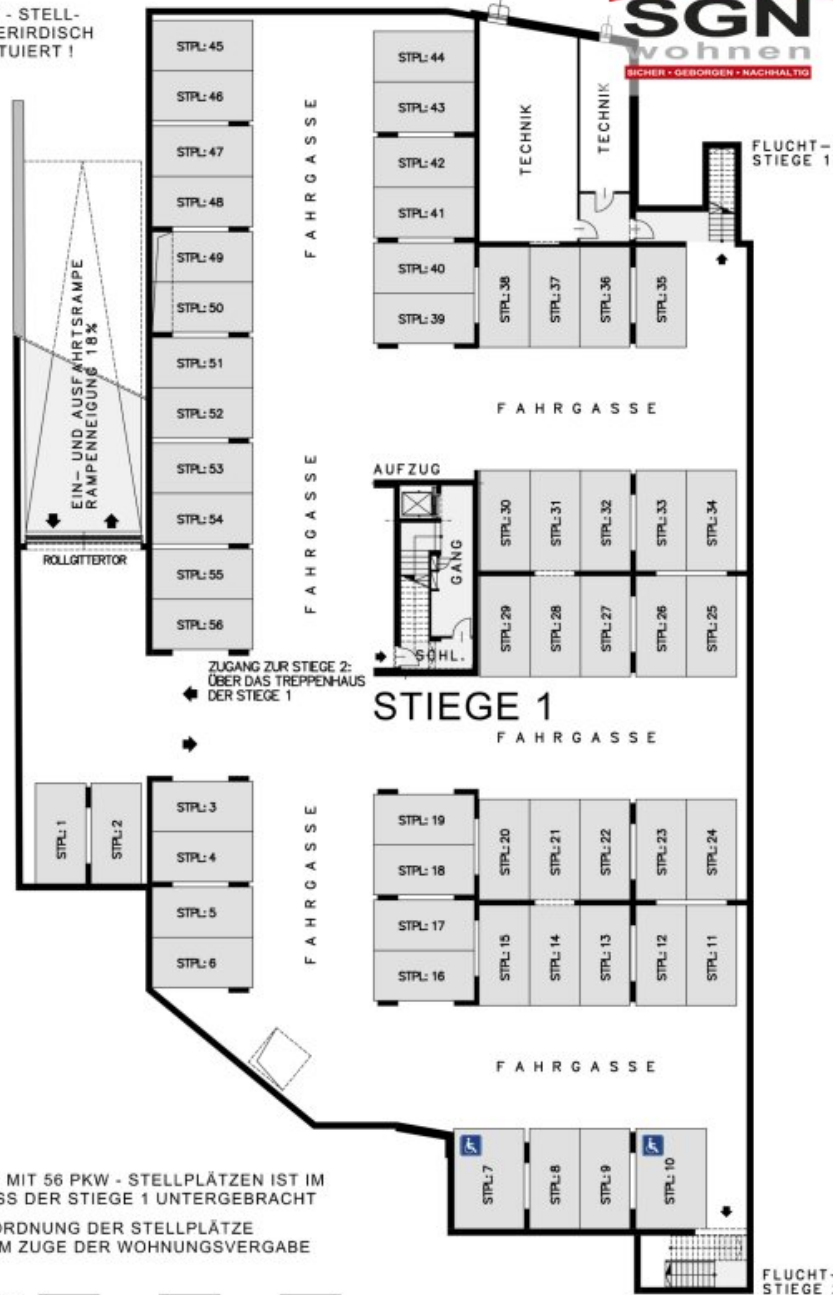 - STELL-
ERIRDISCH
TUIERT !
SGN
wohnen
SICHER • GEBORGEN • NACHHALTIG
STPL: 45
STPL: 46
STPL: 47
STPL: 48
STPL: 49
STPL: 50
STPL: 51
STPL: 52
STPL: 53
STPL: 54
STPL: 55
STPL: 56
FAHRGASSE
FAHRGASSE
STPL: 44
STPL: 43
STPL: 42
STPL: 41
STPL: 40
STPL: 39
TECHNIK
TECHNIK
FLUCHT-
STIEGE 1
STPL: 38
STPL: 37
STPL: 36
STPL: 35
EIN- UND AUSFAHRTSRAMPE
RAMPENNEIGUNG 18%
ROLLGITTERTOR
FAHRGASSE
AUFZUG
GANG
SCHL.
STPL: 30
STPL: 31
STPL: 32
STPL: 33
STPL: 34
STPL: 29
STPL: 28
STPL: 27
STPL: 26
STPL: 25
ZUGANG ZUR STIEGE 2:
ÜBER DAS TREPPENHAUS
DER STIEGE 1
STIEGE 1
FAHRGASSE
STPL: 1
STPL: 2
STPL: 3
STPL: 4
STPL: 5
STPL: 6
FAHRGASSE
STPL: 19
STPL: 18
STPL: 17
STPL: 16
STPL: 20
STPL: 21
STPL: 22
STPL: 23
STPL: 24
STPL: 15
STPL: 14
STPL: 13
STPL: 12
STPL: 11
FAHRGASSE
STPL: 7
STPL: 8
STPL: 9
STPL: 10
MIT 56 PKW - STELLPLÄTZEN IST IM
SS DER STIEGE 1 UNTERGEBRACHT
ORDNUNG DER STELLPLÄTZE
M ZUGE DER WOHNUNGSVERGABE
FLUCHT-
STIEGE